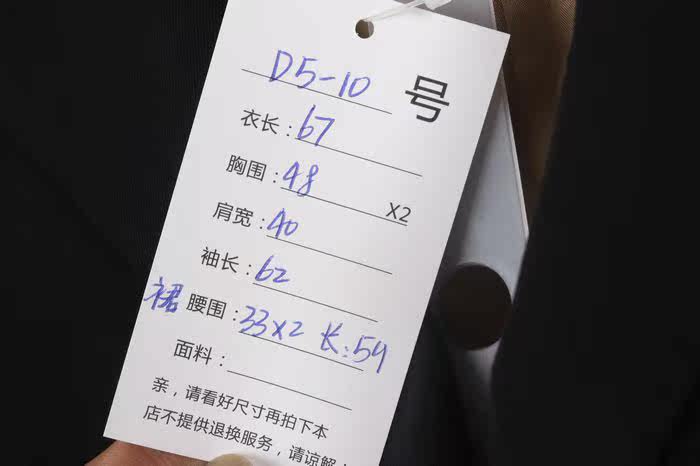 D5-10 号
衣长：67
胸围：48 X2
肩宽：40
袖长：62
裙 腰围：33x2 长：54
面料：
亲，请看好尺寸再拍下本
店不提供退换服务，请谅解！